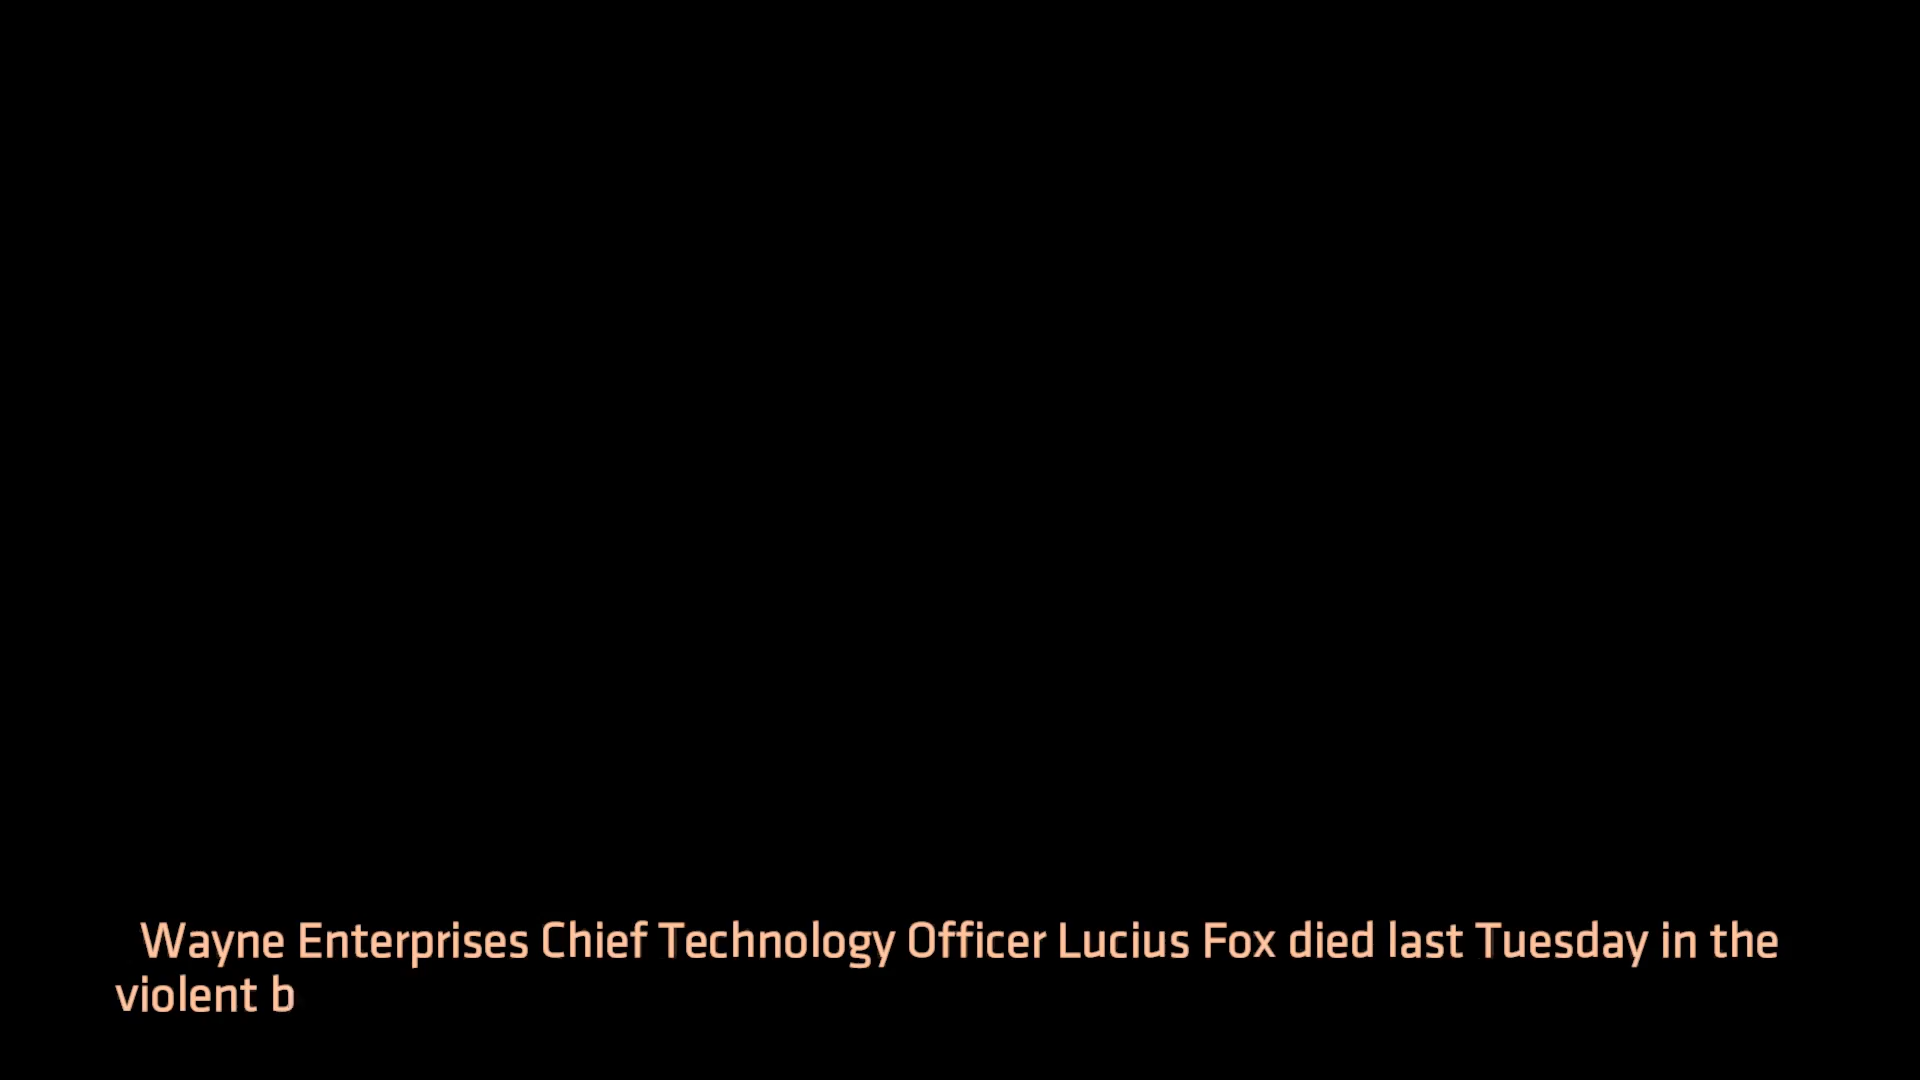 Wayne Enterprises Chief Technology Officer Lucius Fox died last Tuesday in the
violent b